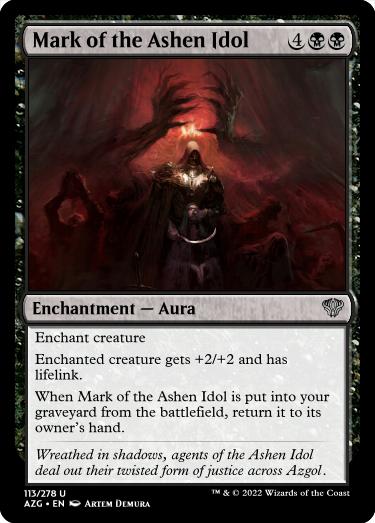 Mark of the Ashen Idol 4
Enchantment — Aura
Enchant creature
Enchanted creature gets +2/+2 and has
lifelink.
When Mark of the Ashen Idol is put into your
graveyard from the battlefield, return it to its
owner's hand.
Wreathed in shadows, agents of the Ashen Idol
deal out their twisted form of justice across Azgol.
113/278 U
AZG • EN Artem Demura
™ & © 2022 Wizards of the Coast